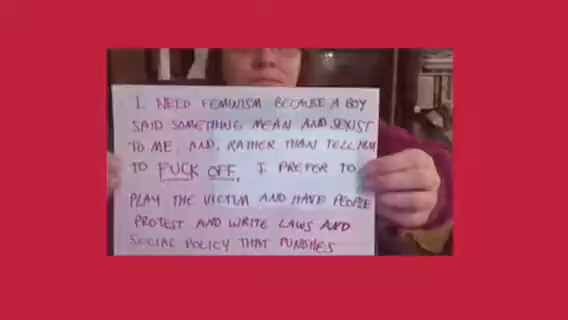 I NEED FEMINISM BECAUSE A BOY
SAID SOMETHING MEAN AND SEXIST
TO ME, AND, RATHER THAN TELL HIM
TO FUCK OFF, I PREFER TO
PLAY THE VICTIM AND HAVE PEOPLE
PROTEST AND WRITE LAWS AND
SOCIAL POLICY THAT PUNISHES